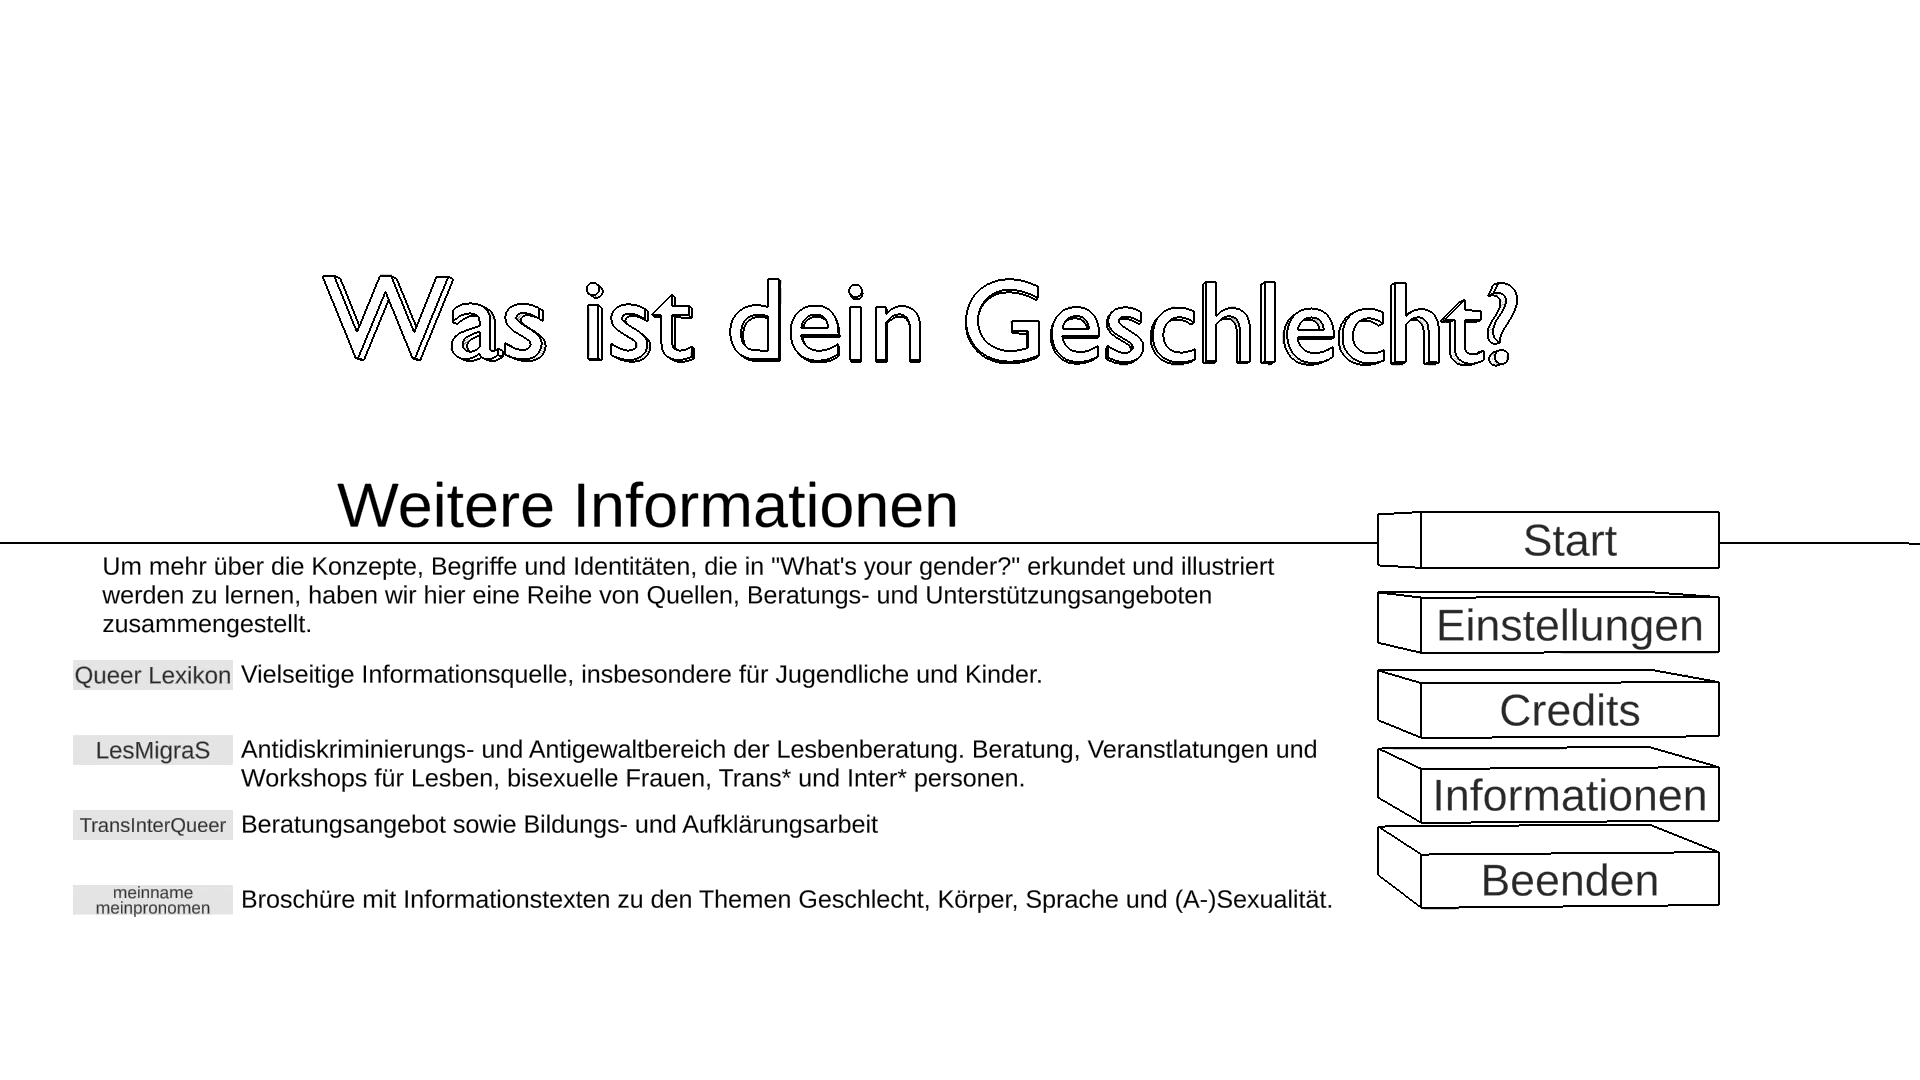 Was ist dein Geschlecht?
Weitere Informationen
Um mehr über die Konzepte, Begriffe und Identitäten, die in "What's your gender?" erkundet und illustriert
werden zu lernen, haben wir hier eine Reihe von Quellen, Beratungs- und Unterstützungsangeboten
zusammengestellt.
Queer Lexikon Vielseitige Informationsquelle, insbesondere für Jugendliche und Kinder.
LesMigraS Antidiskriminierungs- und Antigewaltbereich der Lesbenberatung. Beratung, Veranstlatungen und
Workshops für Lesben, bisexuelle Frauen, Trans* und Inter* personen.
TransInterQueer Beratungsangebot sowie Bildungs- und Aufklärungsarbeit
meinname
meinpronomen
Broschüre mit Informationstexten zu den Themen Geschlecht, Körper, Sprache und (A-)Sexualität.
Start
Einstellungen
Credits
Informationen
Beenden